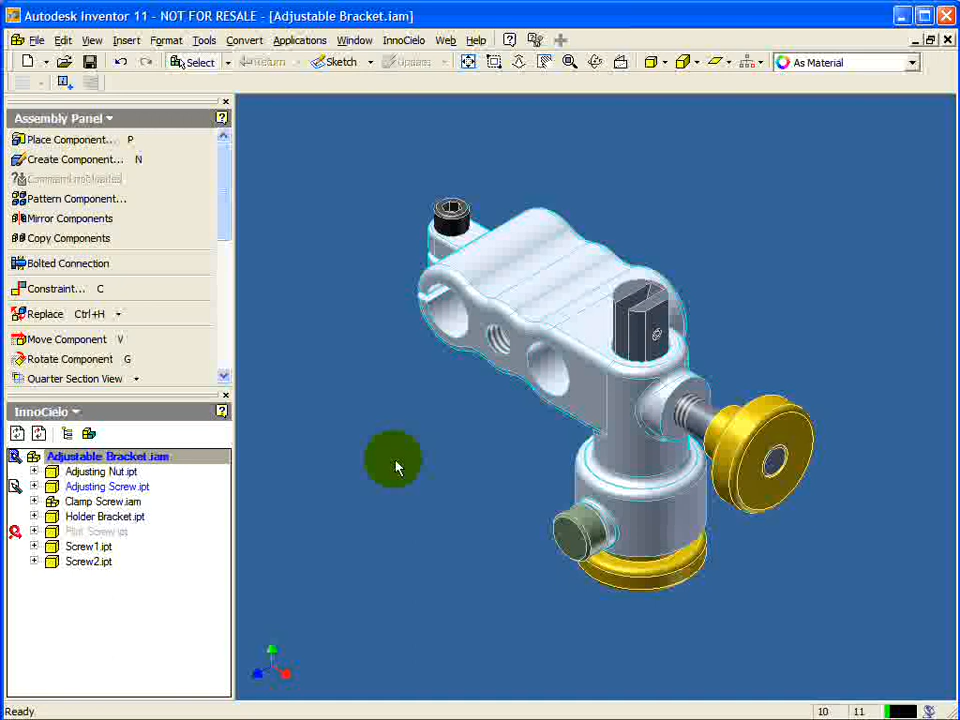 Autodesk Inventor 11 - NOT FOR RESALE - [Adjustable Bracket.iam]
File Edit View Insert Format Tools Convert Applications Window InnoCielo Web Help
Select Return Sketch Update As Material
Assembly Panel
Place Component... P
Create Component... N
Pattern Component...
Mirror Components
Copy Components
Bolted Connection
Constraint... C
Replace Ctrl+H
Move Component V
Rotate Component G
Quarter Section View
InnoCielo
Adjustable Bracket.iam
Adjusting Nut.ipt
Adjusting Screw.ipt
Clamp Screw.iam
Holder Bracket.ipt
Pilot Screw.ipt
Screw1.ipt
Screw2.ipt
Ready 10 11